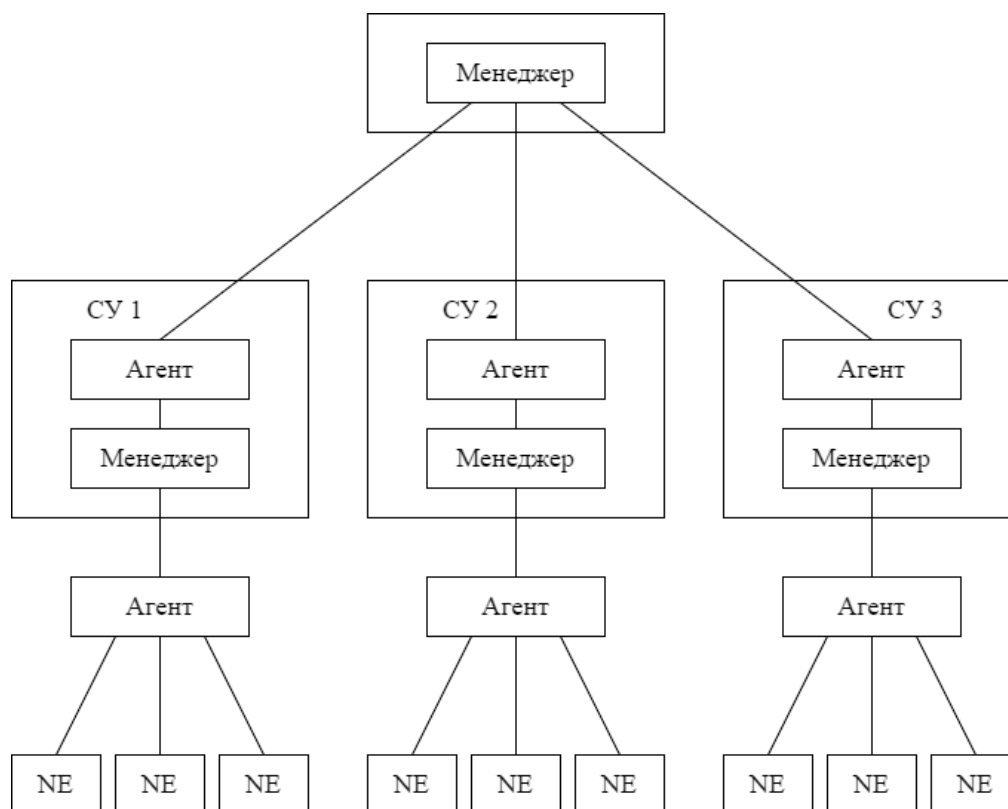 Менеджер
СУ 1
СУ 2
СУ 3
Агент
Агент
Агент
Менеджер
Менеджер
Менеджер
Агент
Агент
Агент
NE
NE
NE
NE
NE
NE
NE
NE
NE